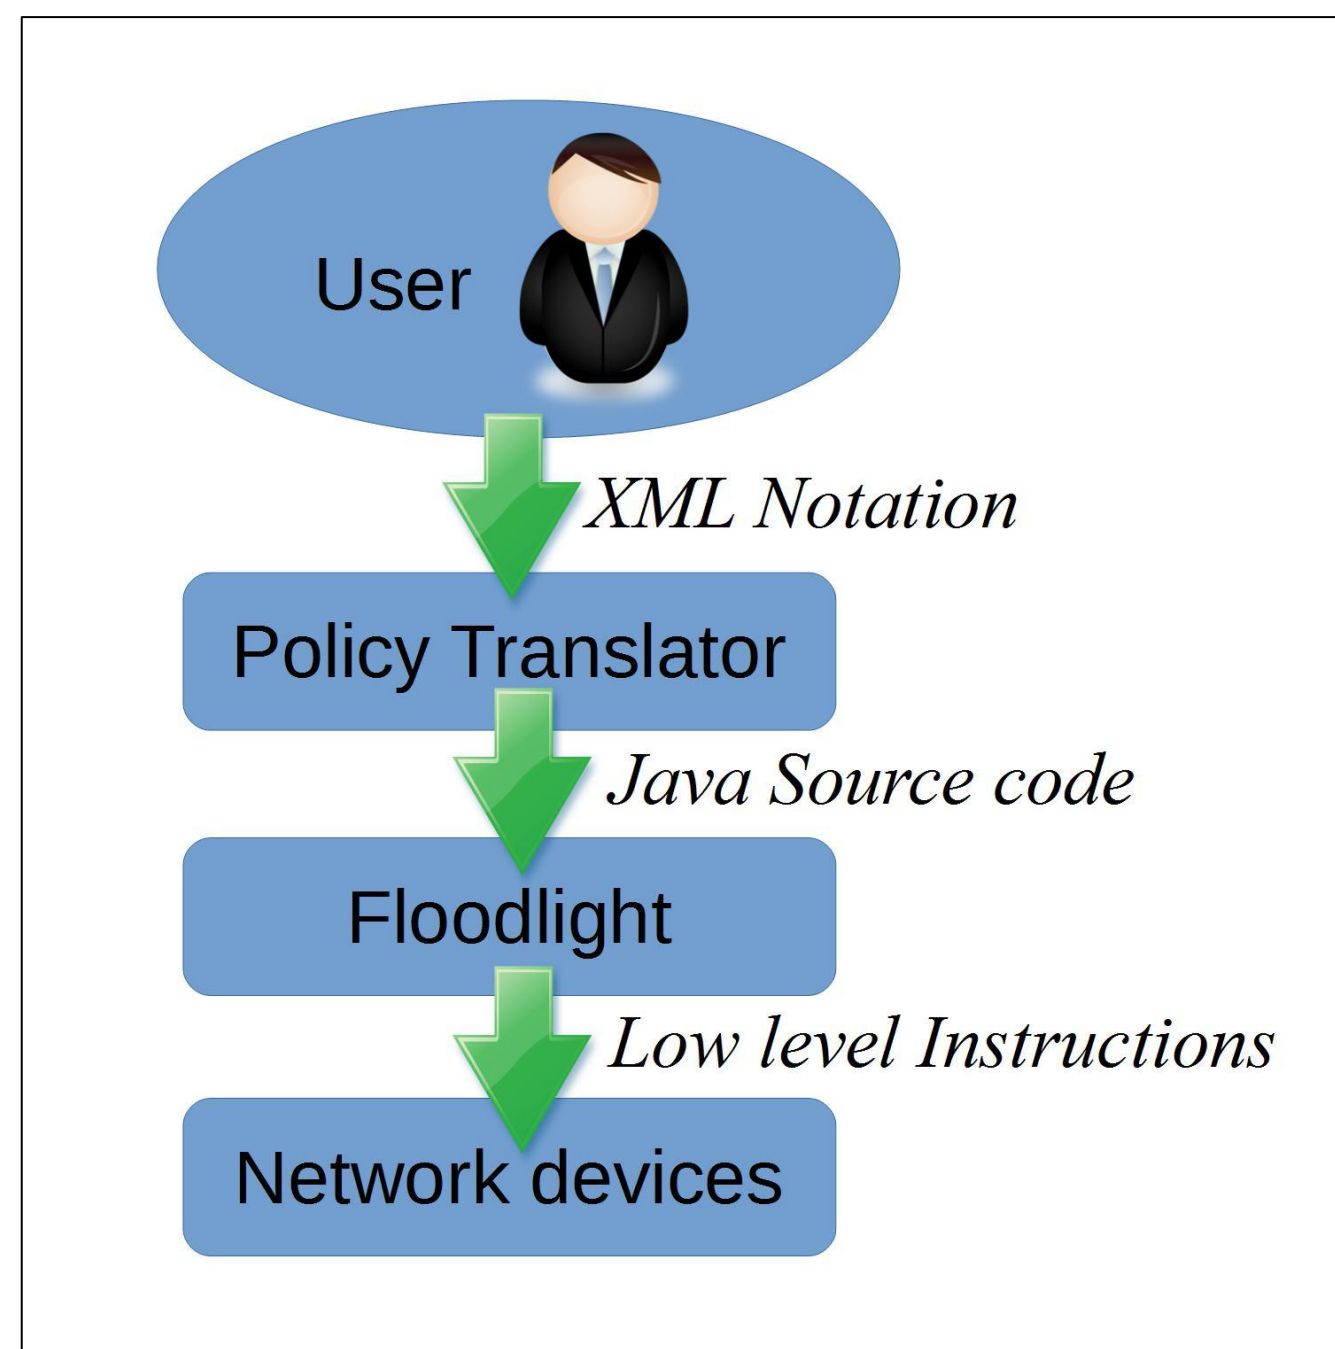 User
XML Notation
Policy Translator
Java Source code
Floodlight
Low level Instructions
Network devices